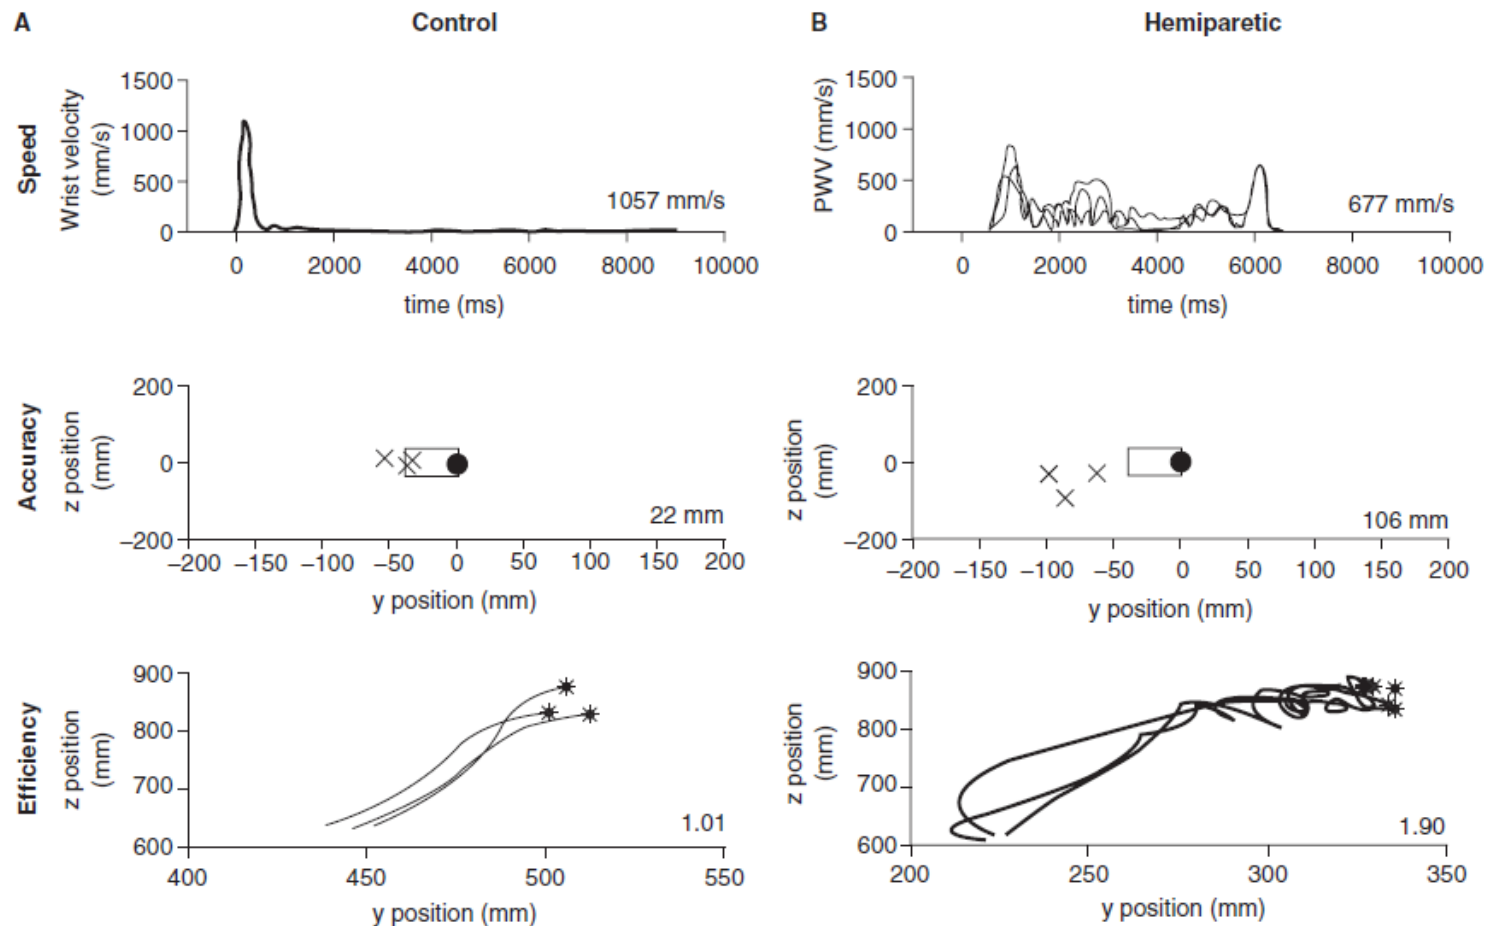 A
Control
Speed
Wrist velocity
(mm/s)
1500
1000
500
0
1057 mm/s
0
2000
4000
6000
8000
10000
time (ms)
Accuracy
z position
(mm)
200
0
–200
22 mm
–200
–150
–100
–50
0
50
100
150
200
y position (mm)
Efficiency
z position
(mm)
900
800
700
600
1.01
400
450
500
550
y position (mm)
B
Hemiparetic
PWV (mm/s)
1500
1000
500
0
677 mm/s
0
2000
4000
6000
8000
10000
time (ms)
z position
(mm)
200
0
–200
106 mm
–200
–150
–100
–50
0
50
100
150
200
y position (mm)
z position
(mm)
900
800
700
600
1.90
200
250
300
350
y position (mm)